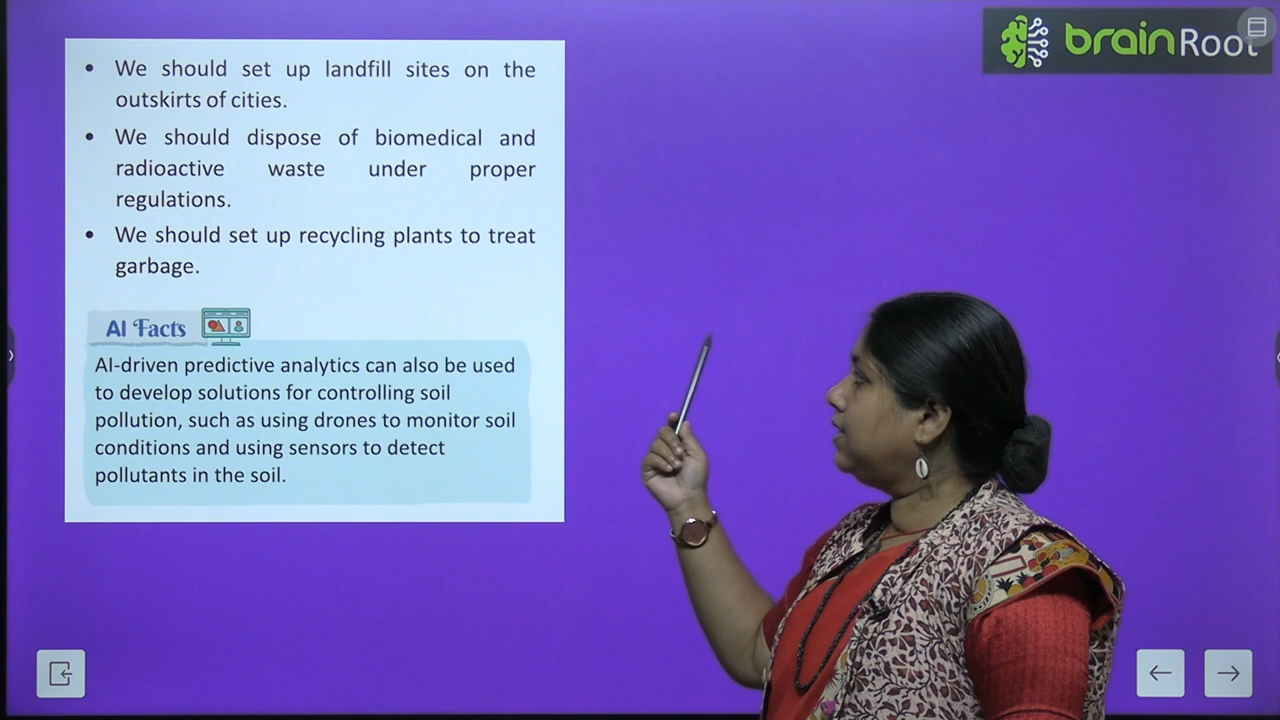 brainRoot
• We should set up landfill sites on the
outskirts of cities.
• We should dispose of biomedical and
radioactive waste under proper
regulations.
• We should set up recycling plants to treat
garbage.
AI Facts
AI-driven predictive analytics can also be used
to develop solutions for controlling soil
pollution, such as using drones to monitor soil
conditions and using sensors to detect
pollutants in the soil.